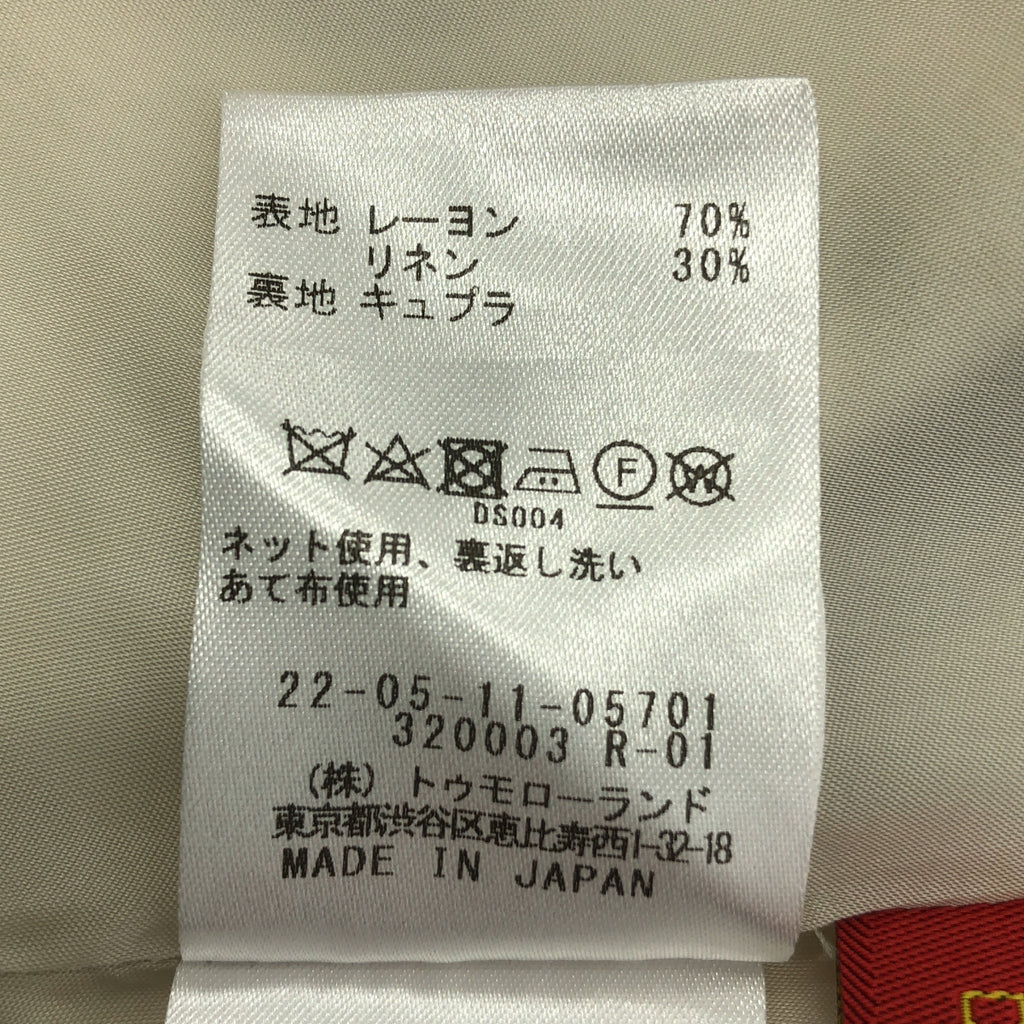 表地 レーヨン 70%
リネン 30%
裏地 キュプラ
F W
DS004
ネット使用、裏返し洗い
あて布使用
22-05-11-05701
320003 R-01
(株) トゥモローランド
東京都渋谷区恵比寿西1-32-18
MADE IN JAPAN